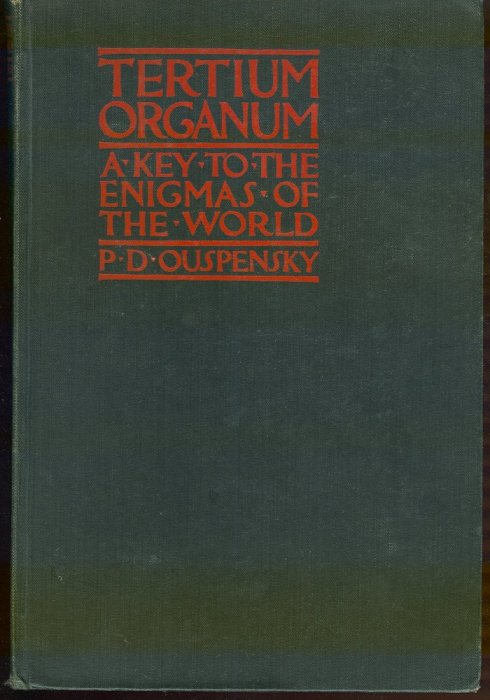 TERTIUM
ORGANUM
A·KEY·TO·THE
ENIGMAS·OF
THE·WORLD
P·D·OUSPENSKY